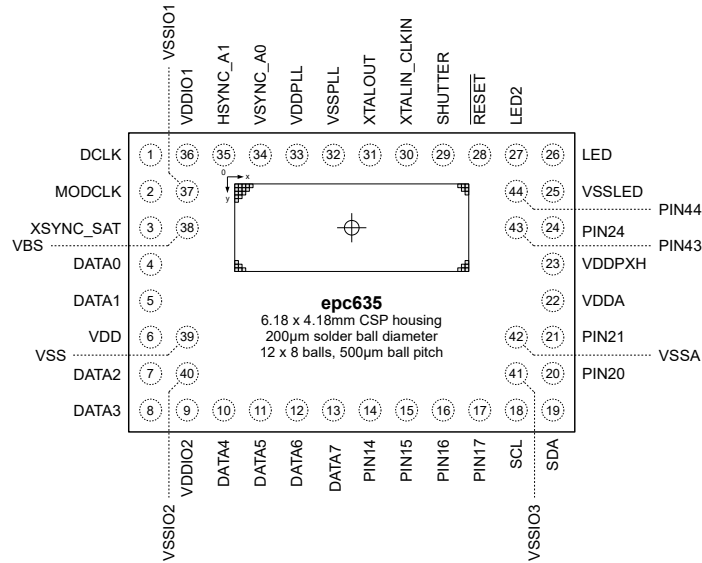 VSSIO1
VDDIO1
HSYNC_A1
VSYNC_A0
VDDPLL
VSSPLL
XTALOUT
XTALIN_CLKIN
SHUTTER
RESET
LED2
DCLK 1 36 35 34 33 32 31 30 29 28 27 26 LED
MODCLK 2 37 0 x 44 25 VSSLED
y
PIN44
XSYNC_SAT 3 38 43 24 PIN24
VBS PIN43
DATA0 4 23 VDDPXH
DATA1 5 22 VDDA
epc635
6.18 x 4.18mm CSP housing
200µm solder ball diameter
12 x 8 balls, 500µm ball pitch
VDD 6 39 42 21 PIN21
VSS VSSA
DATA2 7 40 41 20 PIN20
DATA3 8 9 10 11 12 13 14 15 16 17 18 19
VDDIO2
DATA4
DATA5
DATA6
DATA7
PIN14
PIN15
PIN16
PIN17
SCL
SDA
VSSIO2
VSSIO3